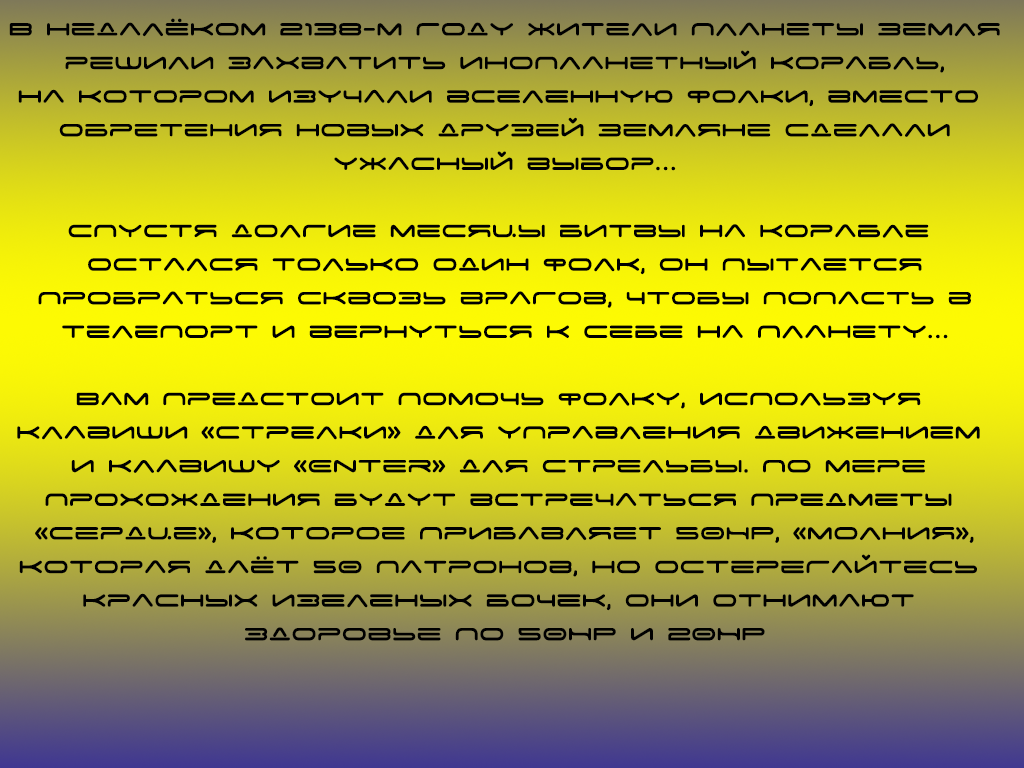 В НЕДАЛЁКОМ 2138-М ГОДУ ЖИТЕЛИ ПЛАНЕТЫ ЗЕМЛЯ
РЕШИЛИ ЗАХВАТИТЬ ИНОПЛАНЕТНЫЙ КОРАБЛЬ,
НА КОТОРОМ ИЗУЧАЛИ ВСЕЛЕННУЮ ФОЛКИ, ВМЕСТО
ОБРЕТЕНИЯ НОВЫХ ДРУЗЕЙ ЗЕМЛЯНЕ СДЕЛАЛИ
УЖАСНЫЙ ВЫБОР...
СПУСТЯ ДОЛГИЕ МЕСЯЦЫ БИТВЫ НА КОРАБЛЕ
ОСТАЛСЯ ТОЛЬКО ОДИН ФОЛК, ОН ПЫТАЕТСЯ
ПРОБРАТЬСЯ СКВОЗЬ ВРАГОВ, ЧТОБЫ ПОПАСТЬ В
ТЕЛЕПОРТ И ВЕРНУТЬСЯ К СЕБЕ НА ПЛАНЕТУ...
ВАМ ПРЕДСТОИТ ПОМОЧЬ ФОЛКУ, ИСПОЛЬЗУЯ
КЛАВИШИ «СТРЕЛКИ» ДЛЯ УПРАВЛЕНИЯ ДВИЖЕНИЕМ
И КЛАВИШУ «ENTER» ДЛЯ СТРЕЛЬБЫ. ПО МЕРЕ
ПРОХОЖДЕНИЯ БУДУТ ВСТРЕЧАТЬСЯ ПРЕДМЕТЫ
«СЕРДЦЕ», КОТОРОЕ ПРИБАВЛЯЕТ 50HP, «МОЛНИЯ»,
КОТОРАЯ ДАЁТ 50 ПАТРОНОВ, НО ОСТЕРЕГАЙТЕСЬ
КРАСНЫХ ИЗЕЛЕНЫХ БОЧЕК, ОНИ ОТНИМАЮТ
ЗДОРОВЬЕ ПО 50HP И 20HP